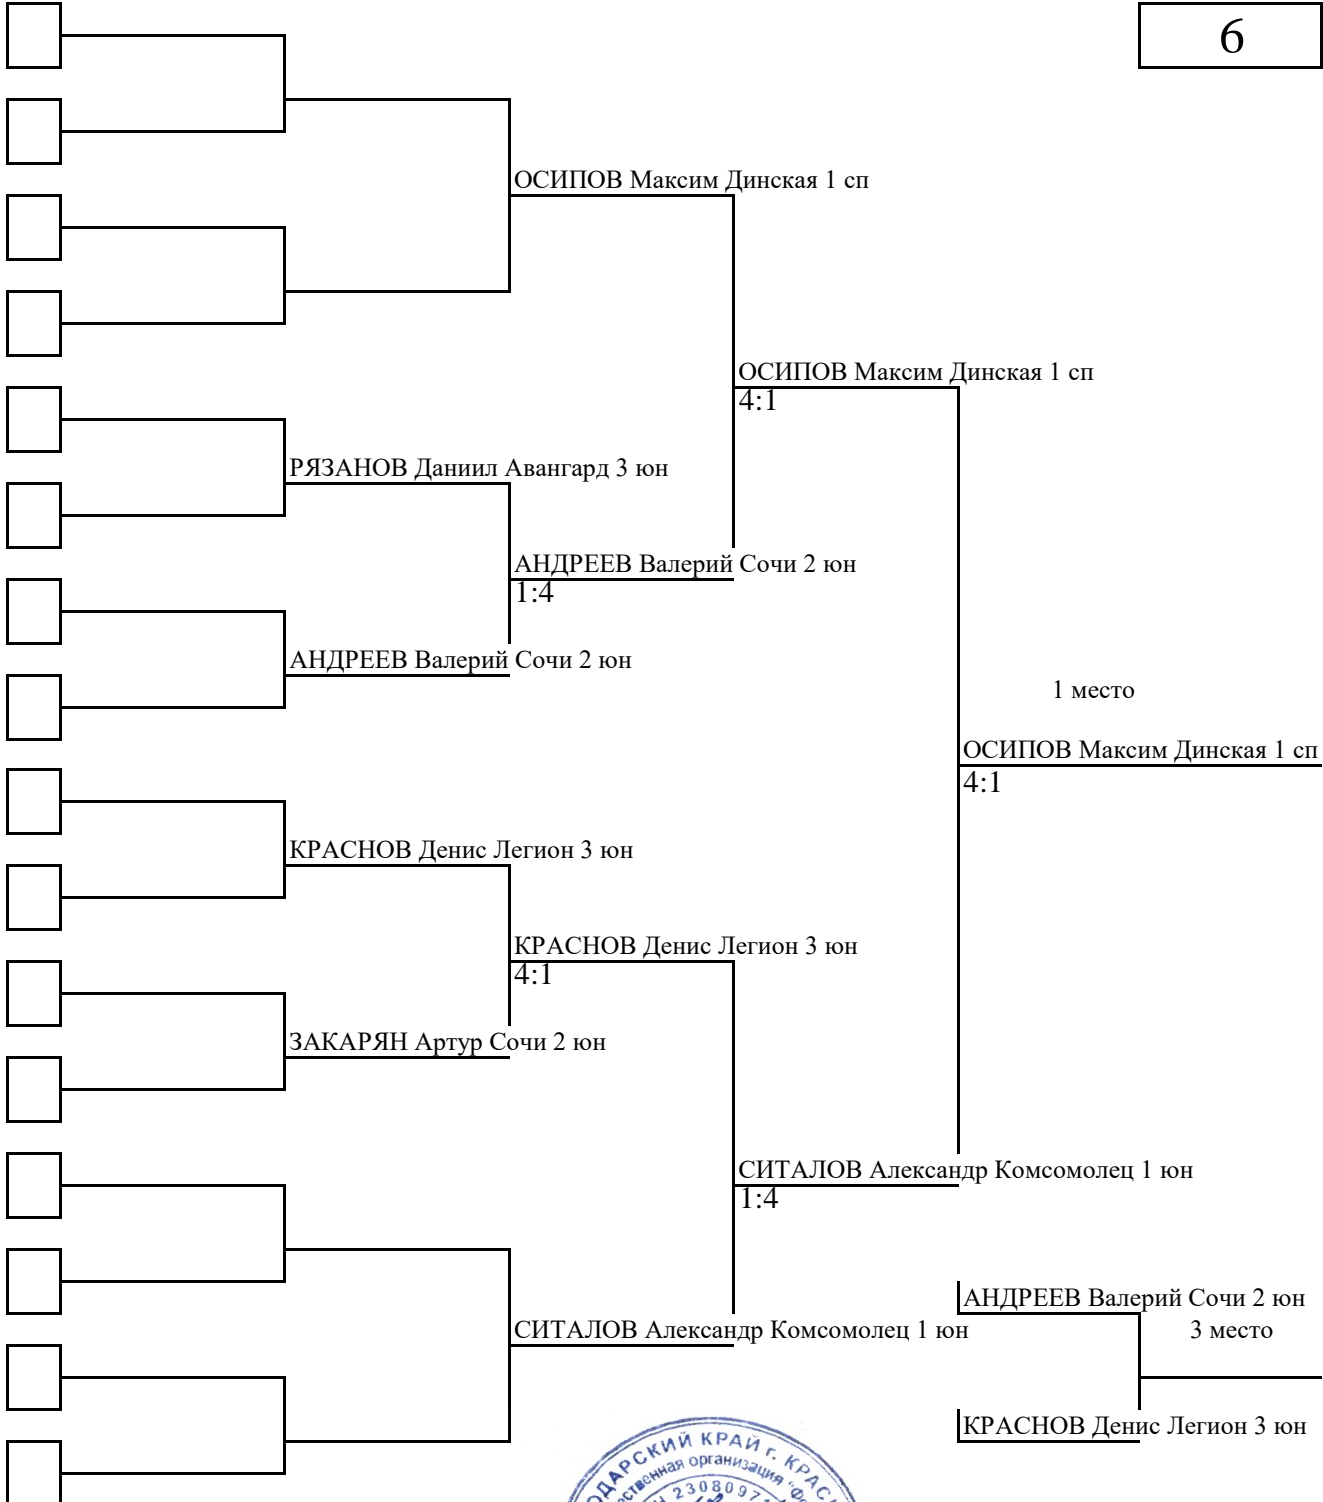 6
ОСИПОВ Максим Динская 1 сп
ОСИПОВ Максим Динская 1 сп
4:1
РЯЗАНОВ Даниил Авангард 3 юн
АНДРЕЕВ Валерий Сочи 2 юн
1:4
АНДРЕЕВ Валерий Сочи 2 юн
1 место
ОСИПОВ Максим Динская 1 сп
4:1
КРАСНОВ Денис Легион 3 юн
КРАСНОВ Денис Легион 3 юн
4:1
ЗАКАРЯН Артур Сочи 2 юн
СИТАЛОВ Александр Комсомолец 1 юн
1:4
АНДРЕЕВ Валерий Сочи 2 юн
СИТАЛОВ Александр Комсомолец 1 юн
3 место
КРАСНОВ Денис Легион 3 юн
КРАЙ г.
организация